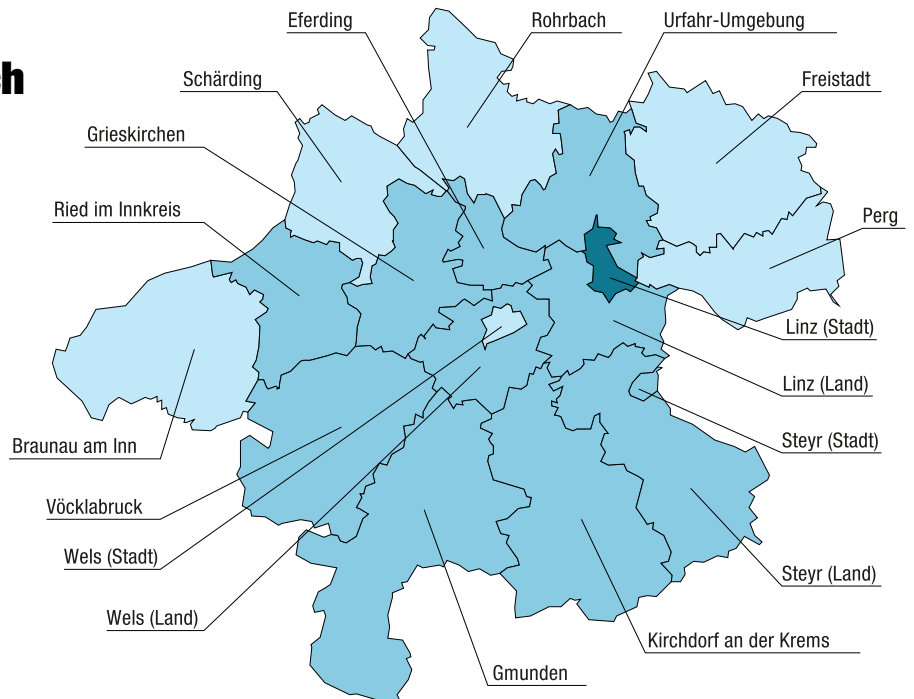 ch
Eferding
Rohrbach
Urfahr-Umgebung
Schärding
Freistadt
Grieskirchen
Ried im Innkreis
Perg
Linz (Stadt)
Linz (Land)
Steyr (Stadt)
Braunau am Inn
Vöcklabruck
Wels (Stadt)
Steyr (Land)
Wels (Land)
Kirchdorf an der Krems
Gmunden